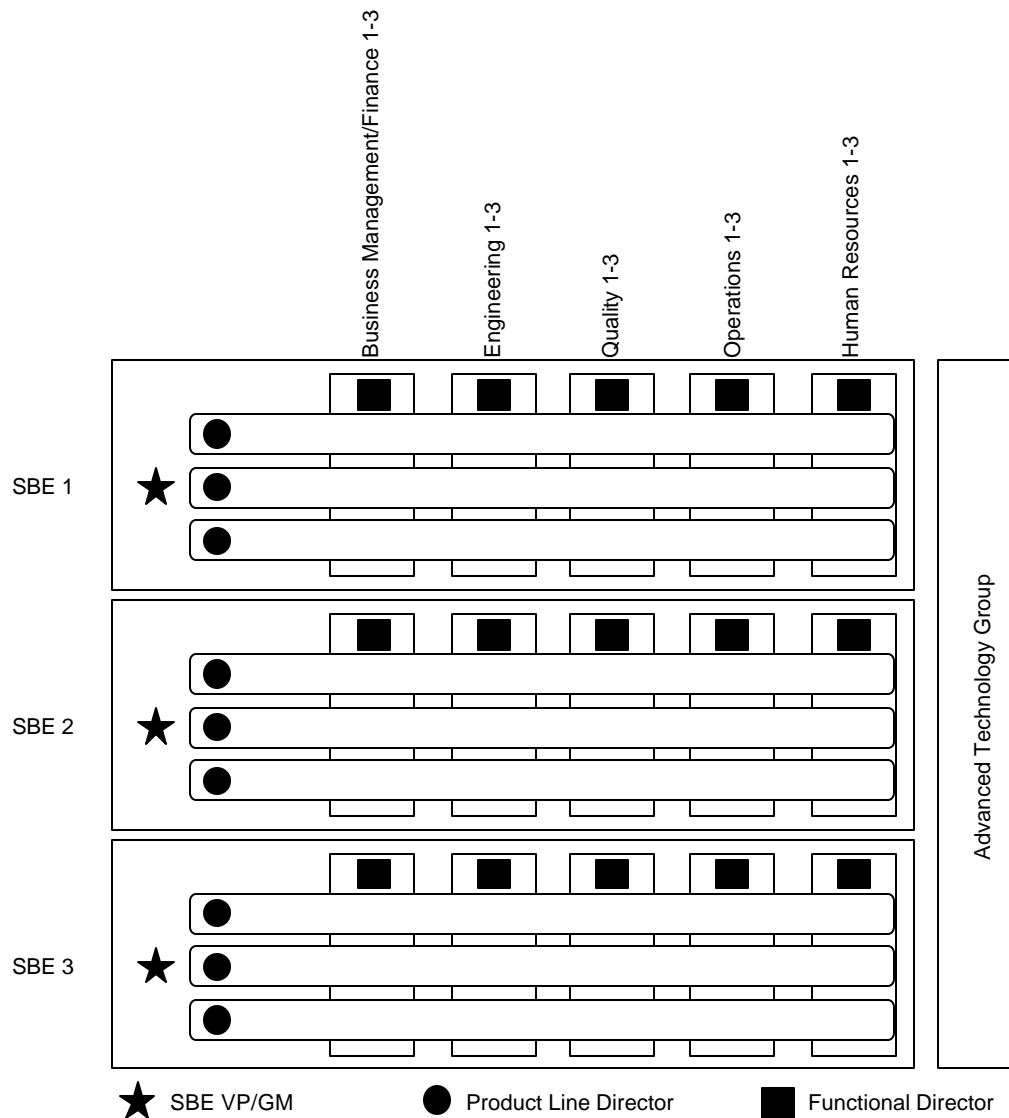 Business Management/Finance 1-3
Engineering 1-3
Quality 1-3
Operations 1-3
Human Resources 1-3
SBE 1
SBE 2
SBE 3
Advanced Technology Group
SBE VP/GM
Product Line Director
Functional Director